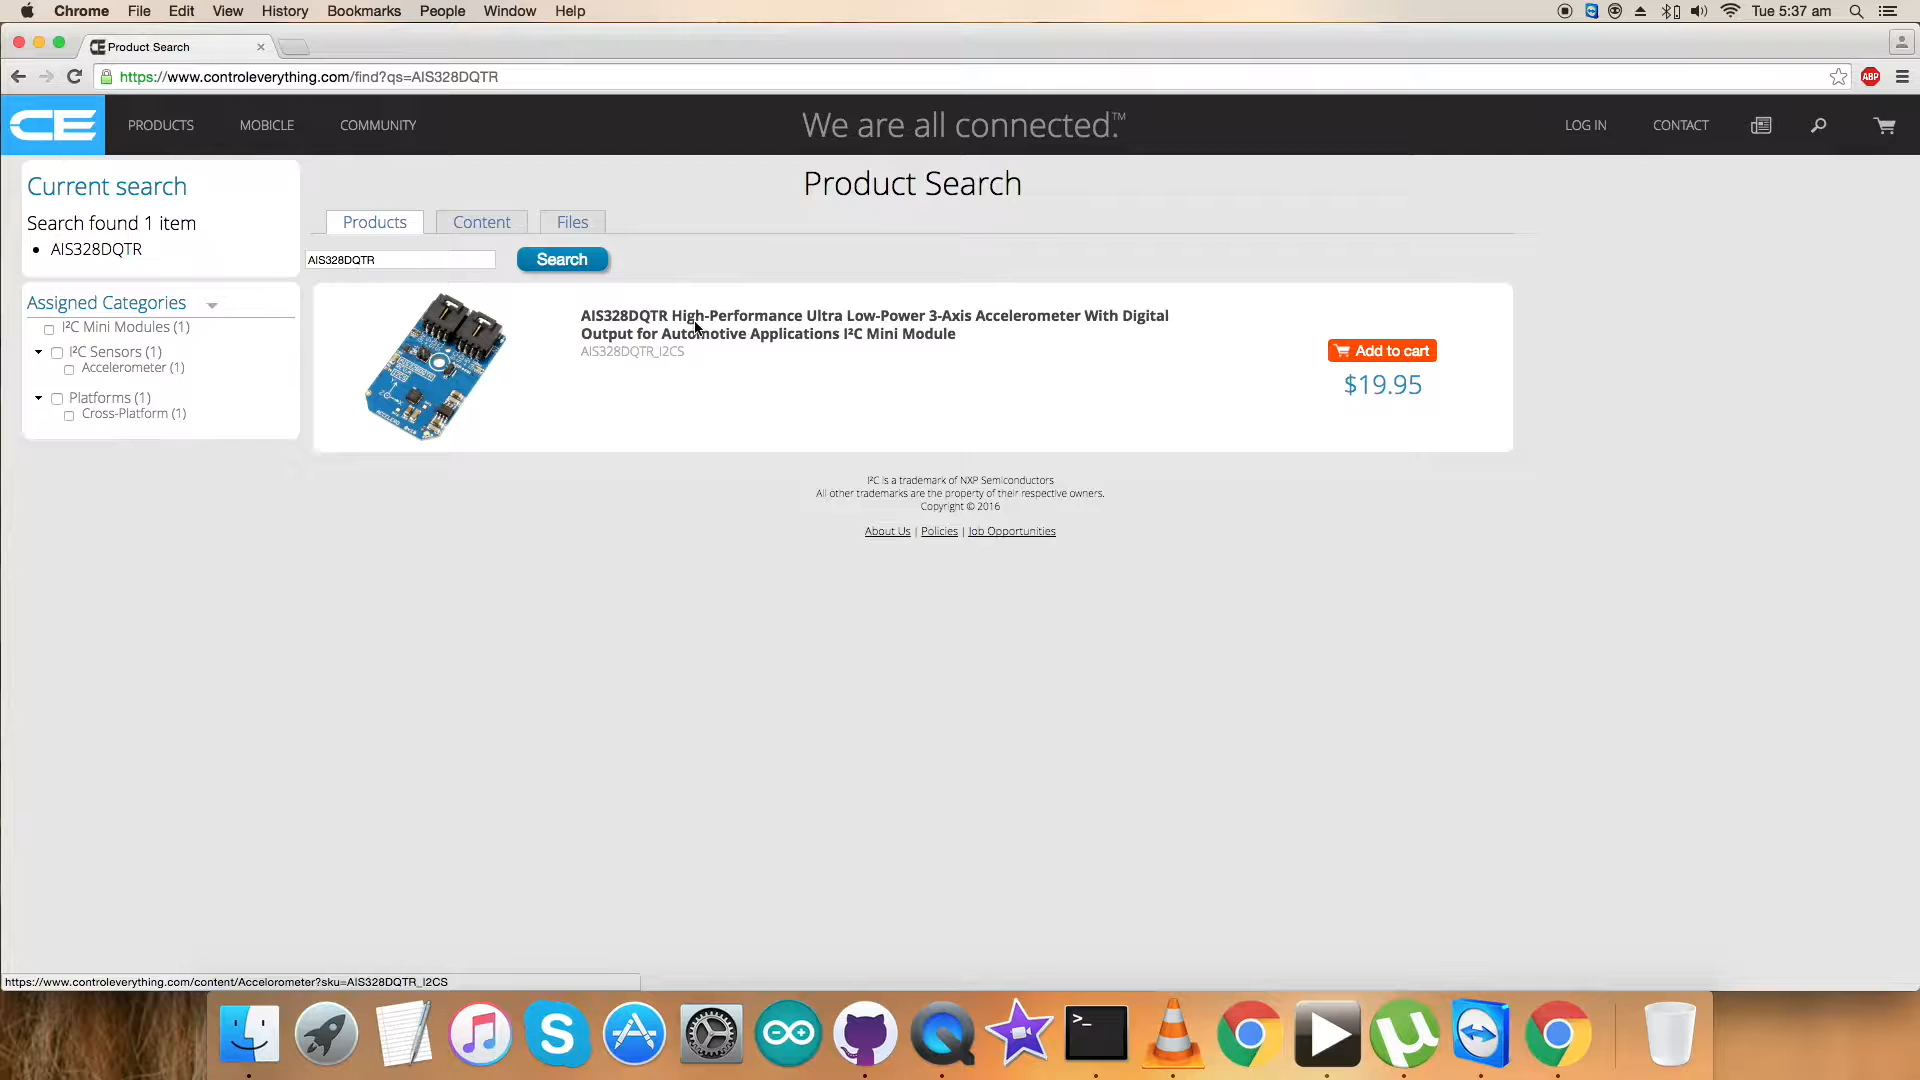 Chrome File Edit View History Bookmarks People Window Help Tue 5:37 am
Product Search
https://www.controleverything.com/find?qs=AIS328DQTR ABP
CE PRODUCTS MOBICLE COMMUNITY We are all connected.™ LOG IN CONTACT
Current search
Search found 1 item
• AIS328DQTR
Assigned Categories
I²C Mini Modules (1)
I²C Sensors (1)
Accelerometer (1)
Platforms (1)
Cross-Platform (1)
Product Search
Products Content Files
AIS328DQTR Search
AIS328DQTR High-Performance Ultra Low-Power 3-Axis Accelerometer With Digital
Output for Automotive Applications I²C Mini Module
AIS328DQTR_I2CS
Add to cart
$19.95
I²C is a trademark of NXP Semiconductors
All other trademarks are the property of their respective owners.
Copyright © 2016
About Us | Policies | Job Opportunities
https://www.controleverything.com/content/Accelorometer?sku=AIS328DQTR_I2CS